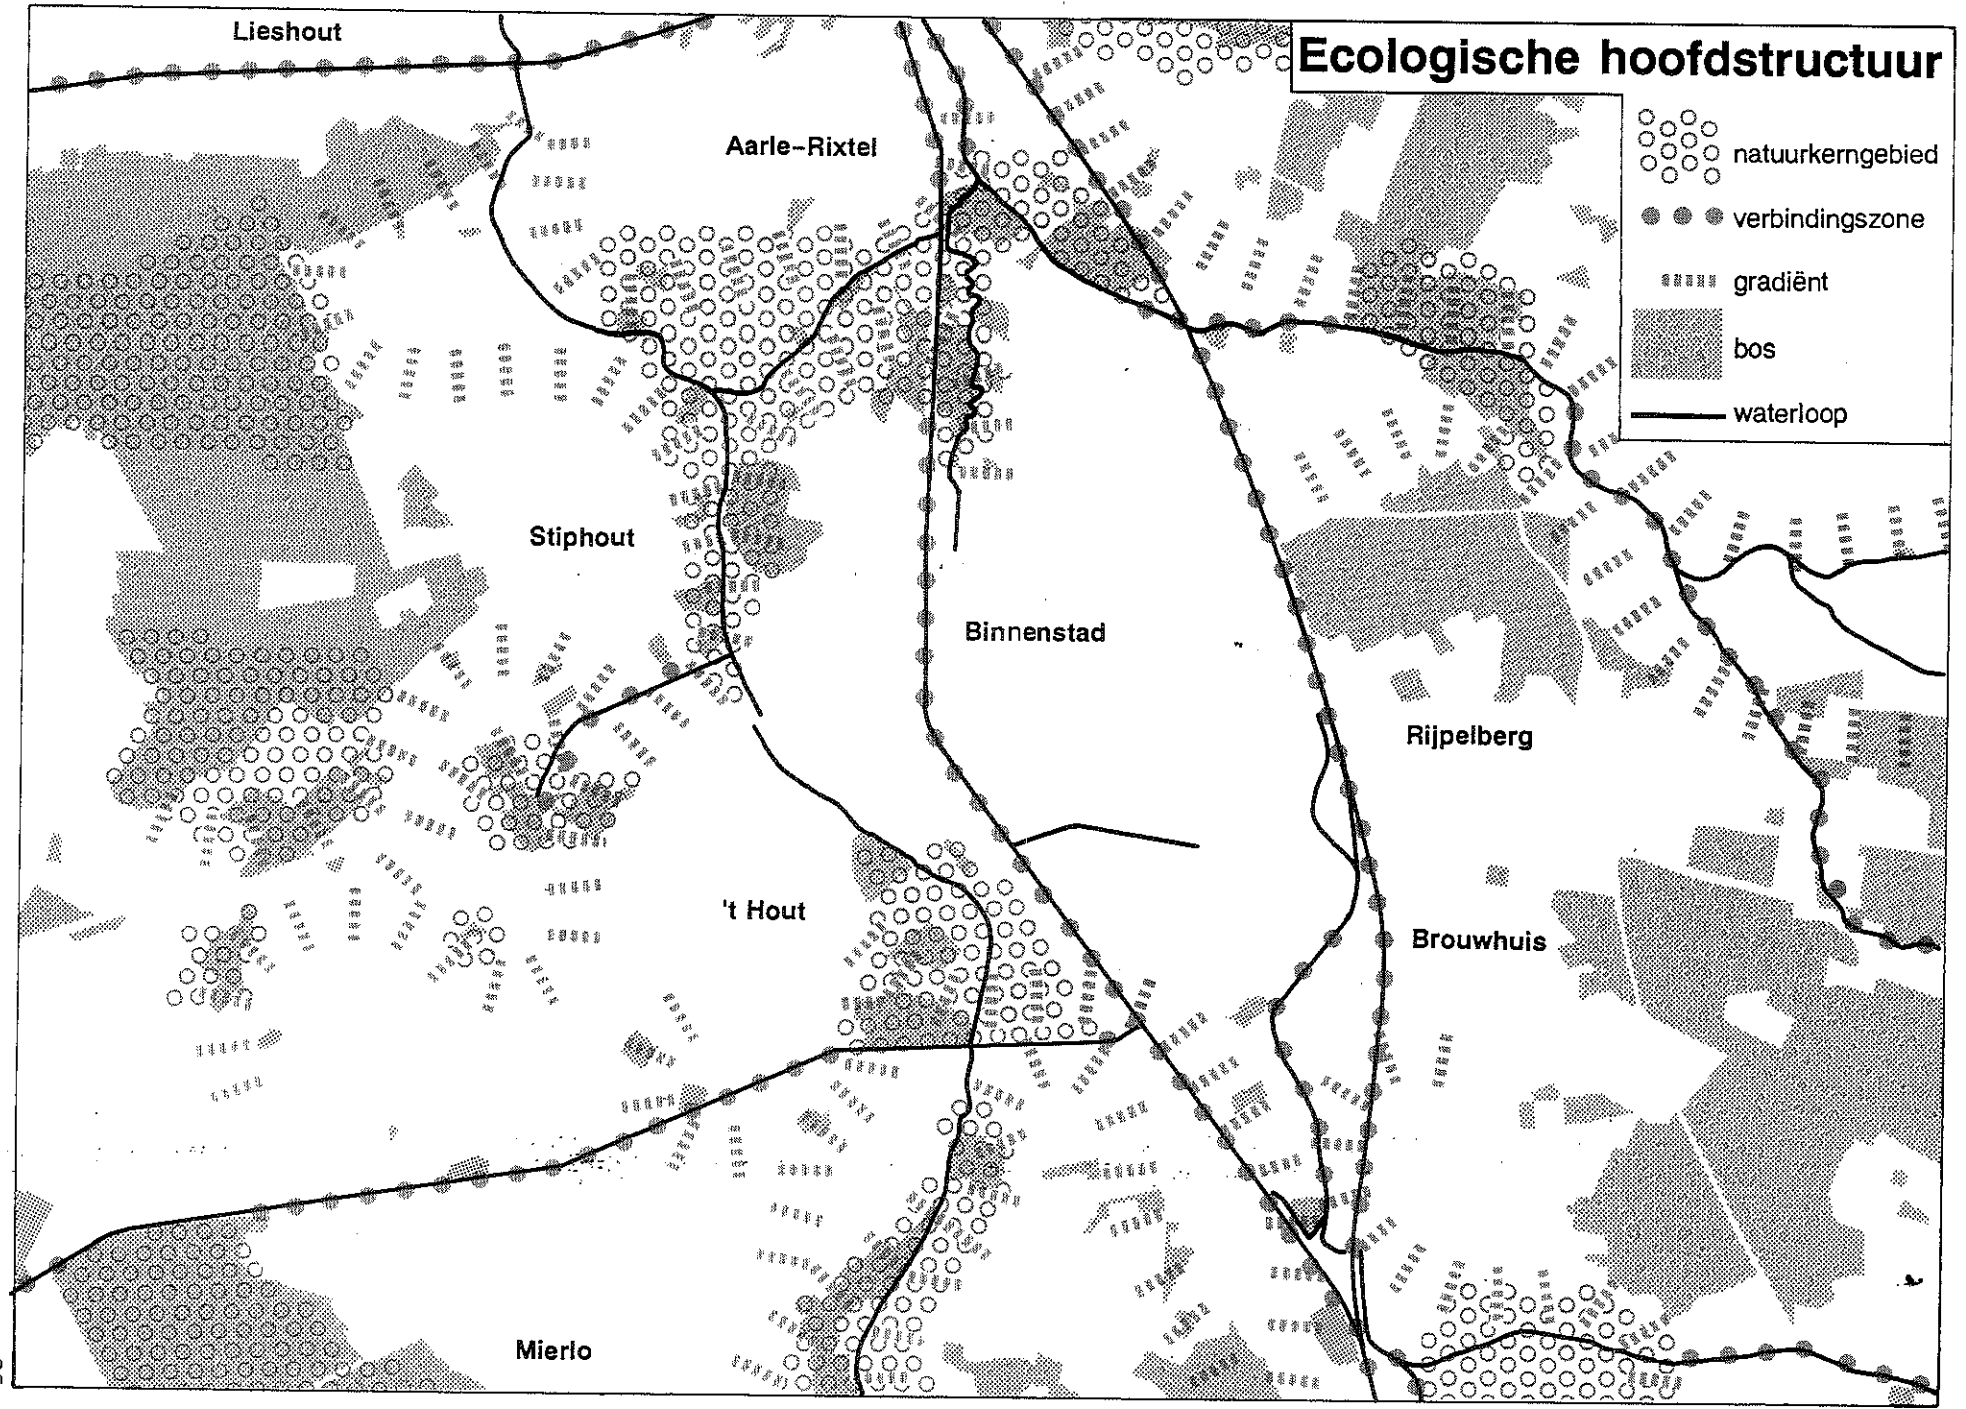 Lieshout
Ecologische hoofdstructuur
natuurkerngebied
verbindingszone
gradiënt
bos
waterloop
Aarle-Rixtel
Stiphout
Binnenstad
Rijpelberg
't Hout
Brouwhuis
Mierlo